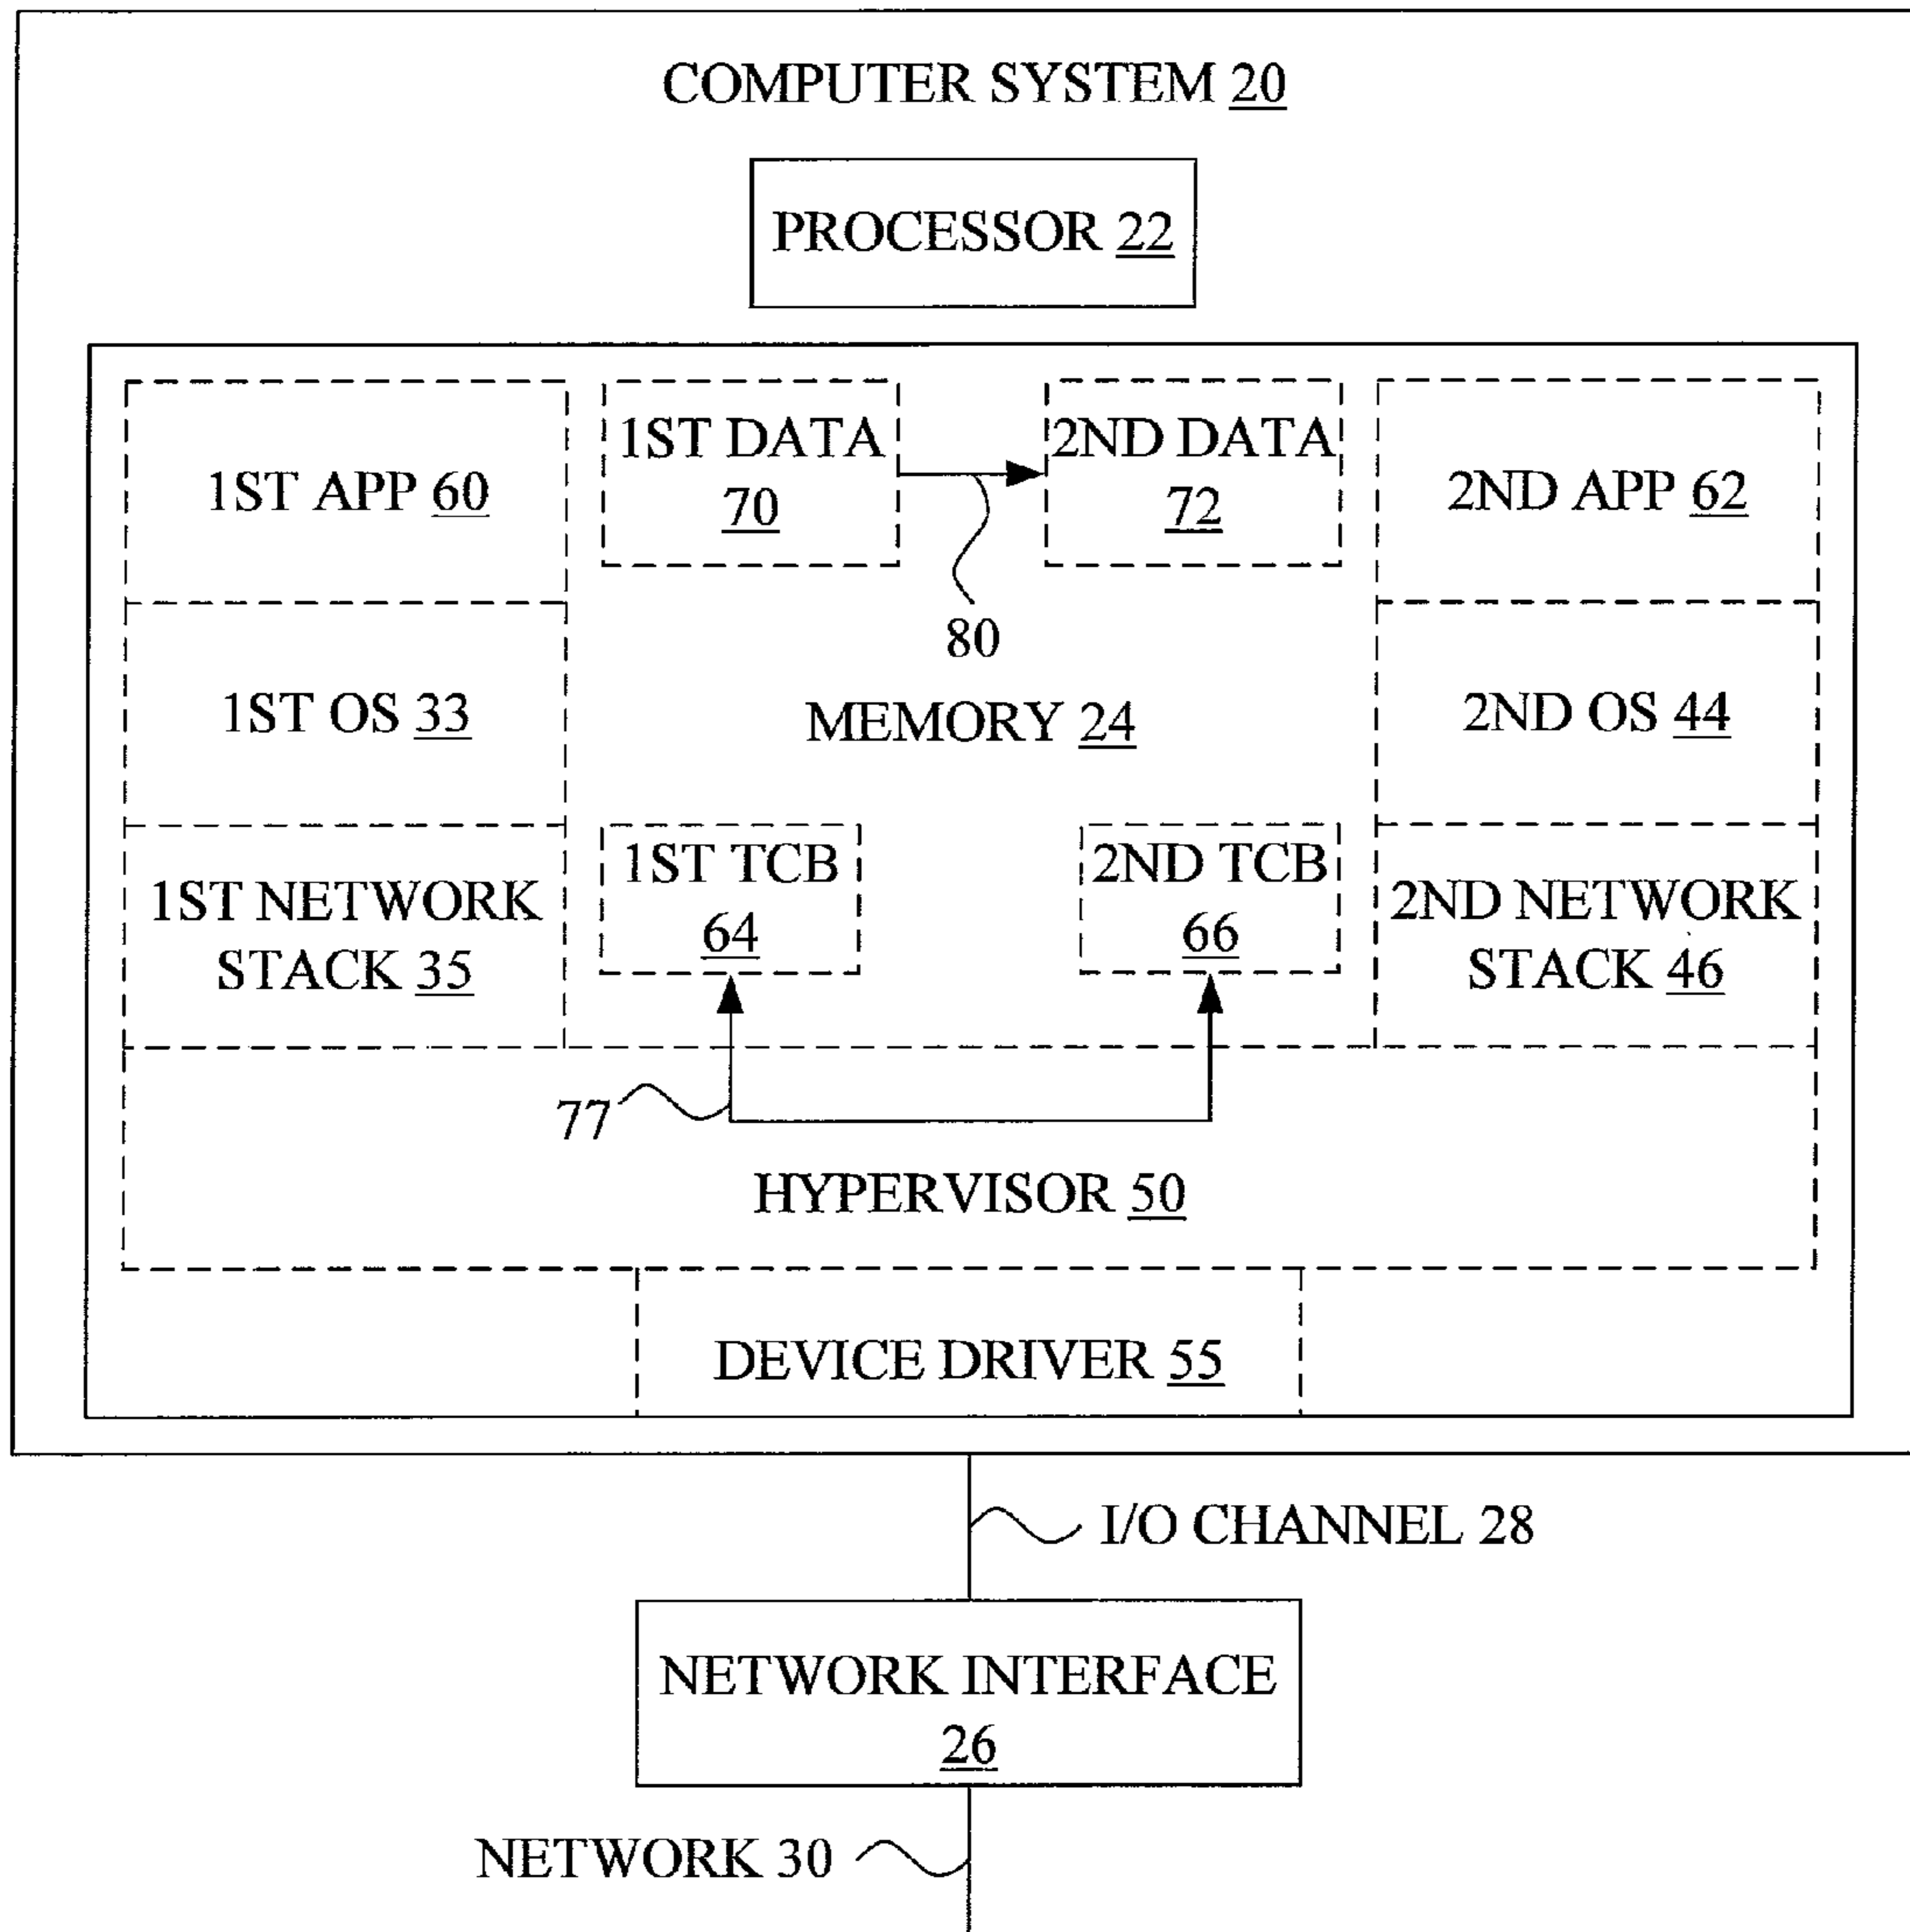 COMPUTER SYSTEM 20
PROCESSOR 22
1ST APP 60
1ST DATA
70
2ND DATA
72
2ND APP 62
80
1ST OS 33
MEMORY 24
2ND OS 44
1ST NETWORK
STACK 35
1ST TCB
64
2ND TCB
66
2ND NETWORK
STACK 46
77
HYPERVISOR 50
DEVICE DRIVER 55
I/O CHANNEL 28
NETWORK INTERFACE
26
NETWORK 30